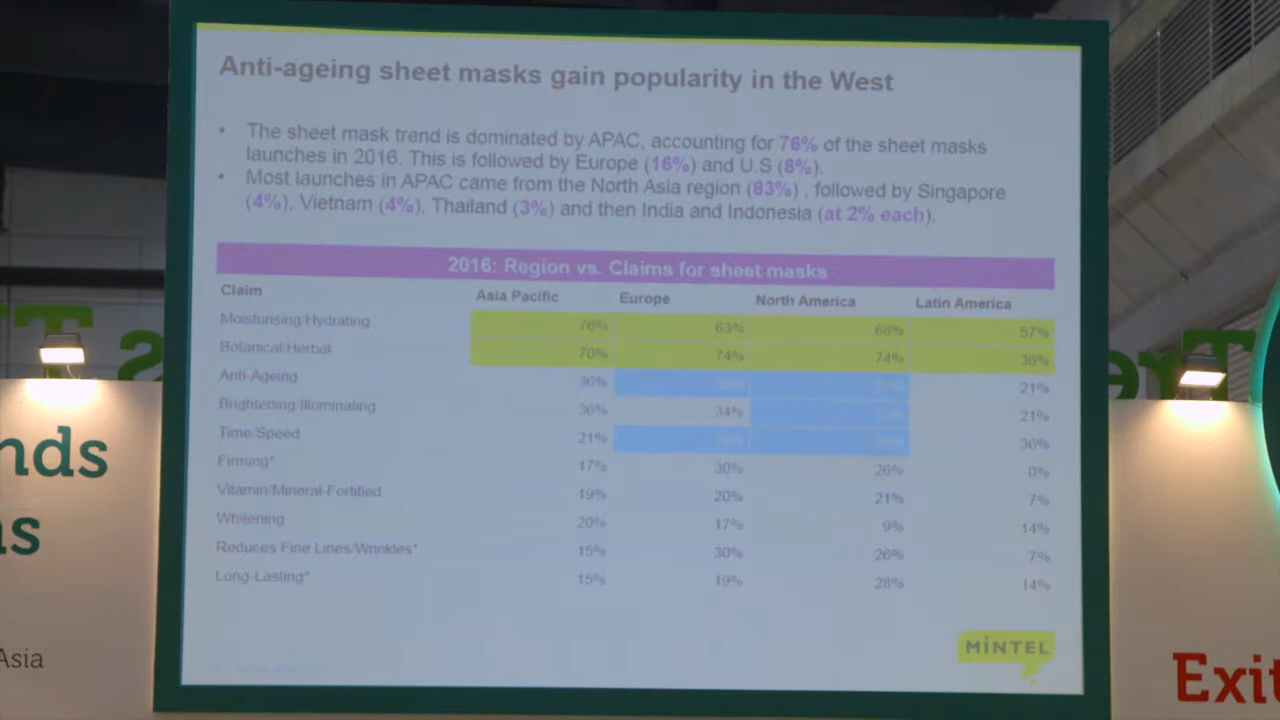 Anti-ageing sheet masks gain popularity in the West
• The sheet mask trend is dominated by APAC, accounting for 76% of the sheet masks
launches in 2016. This is followed by Europe (16%) and U.S (8%).
• Most launches in APAC came from the North Asia region (83%) , followed by Singapore
(4%), Vietnam (4%), Thailand (3%) and then India and Indonesia (at 2% each).
2016: Region vs. Claims for sheet masks
Claim Asia Pacific Europe North America Latin America
Moisturising/Hydrating 76% 63% 68% 57%
Botanical/Herbal 70% 74% 74% 36%
Anti-Ageing 36% 21%
Brightening/Illuminating 36% 34% 21%
Time/Speed 21% 36%
Firming* 17% 30% 26% 0%
Vitamin/Mineral-Fortified 19% 20% 21% 7%
Whitening 20% 17% 9% 14%
Reduces Fine Lines/Wrinkles* 15% 30% 26% 7%
Long-Lasting* 15% 19% 28% 14%
MiNTEL
nds
s
Asia
Exit